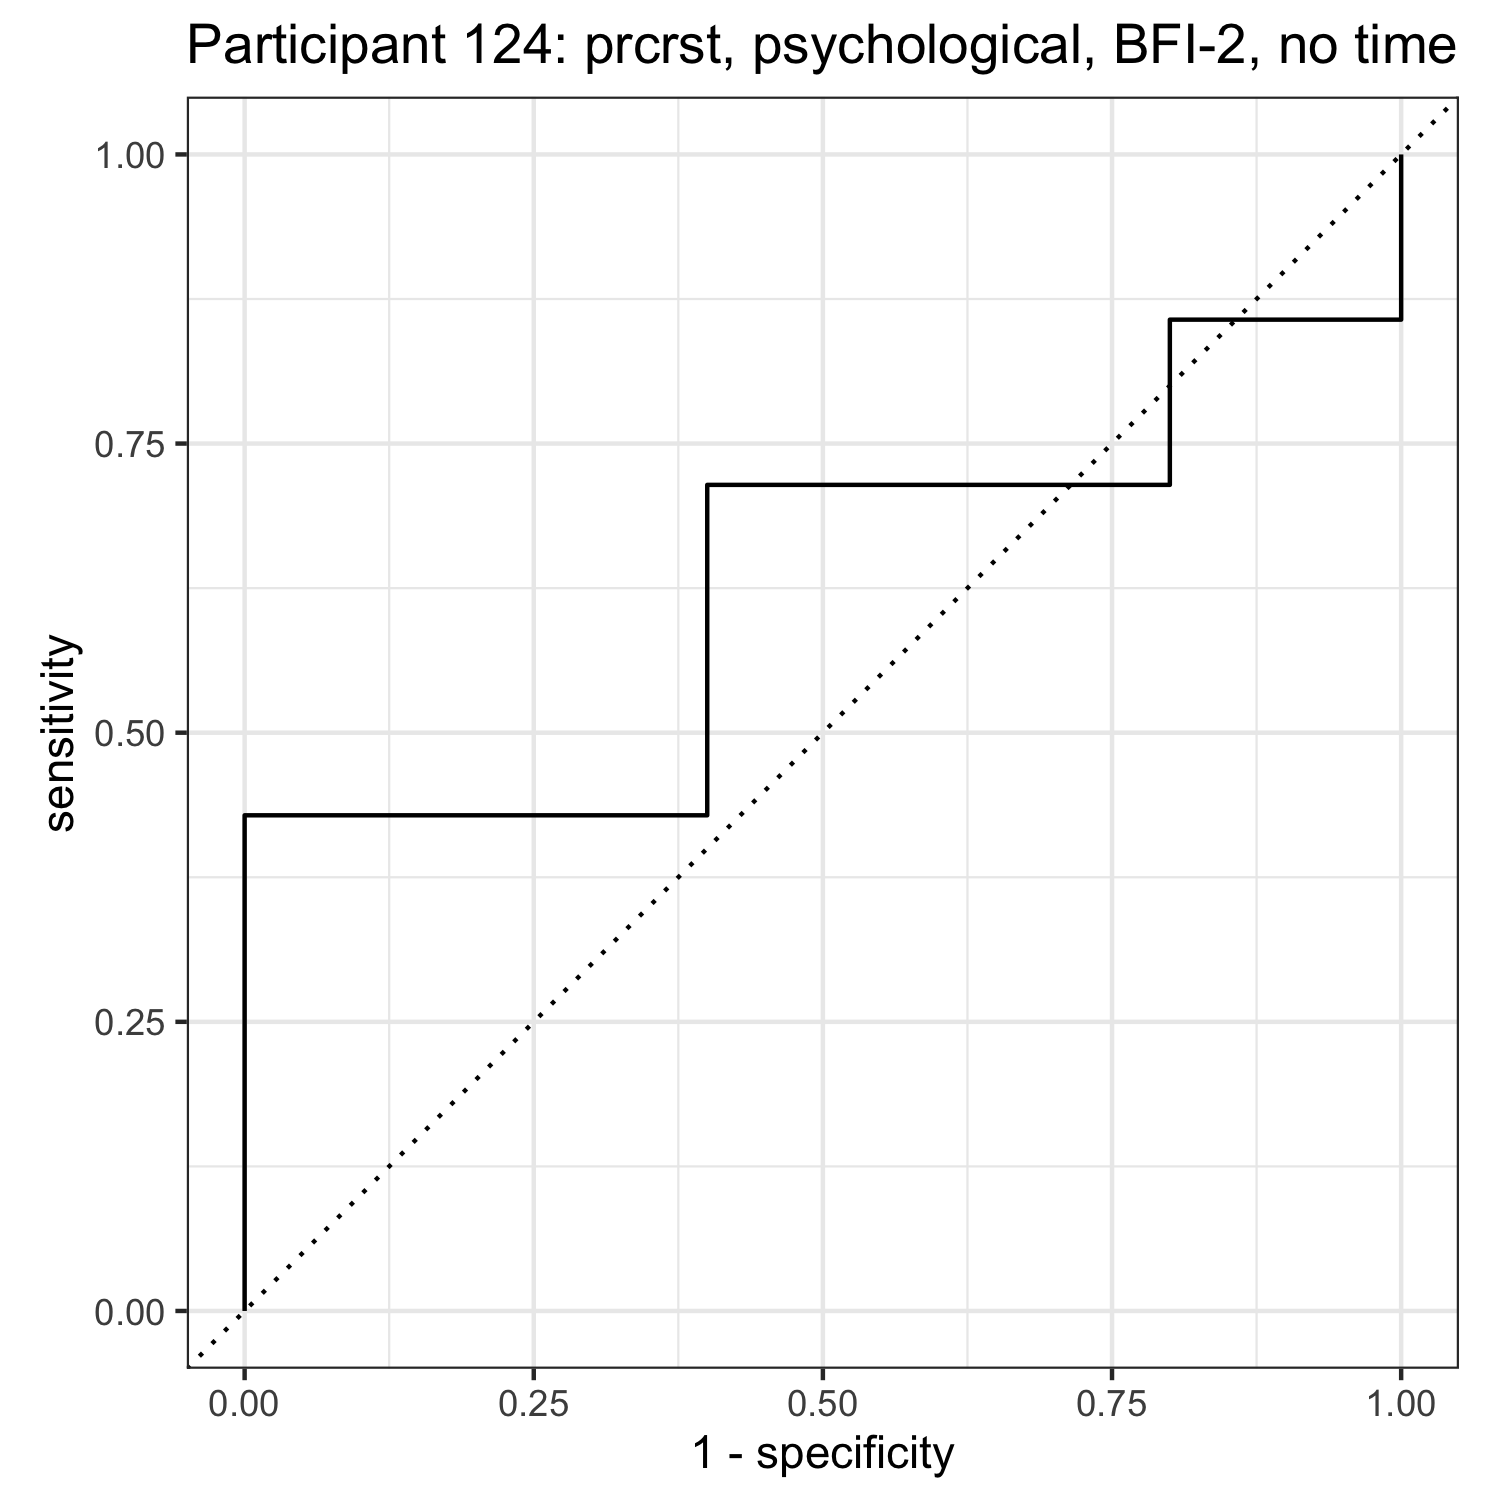 Participant 124: prcrst, psychological, BFI-2, no time
1.00
0.75
0.50
0.25
0.00
sensitivity
0.00 0.25 0.50 0.75 1.00
1 - specificity